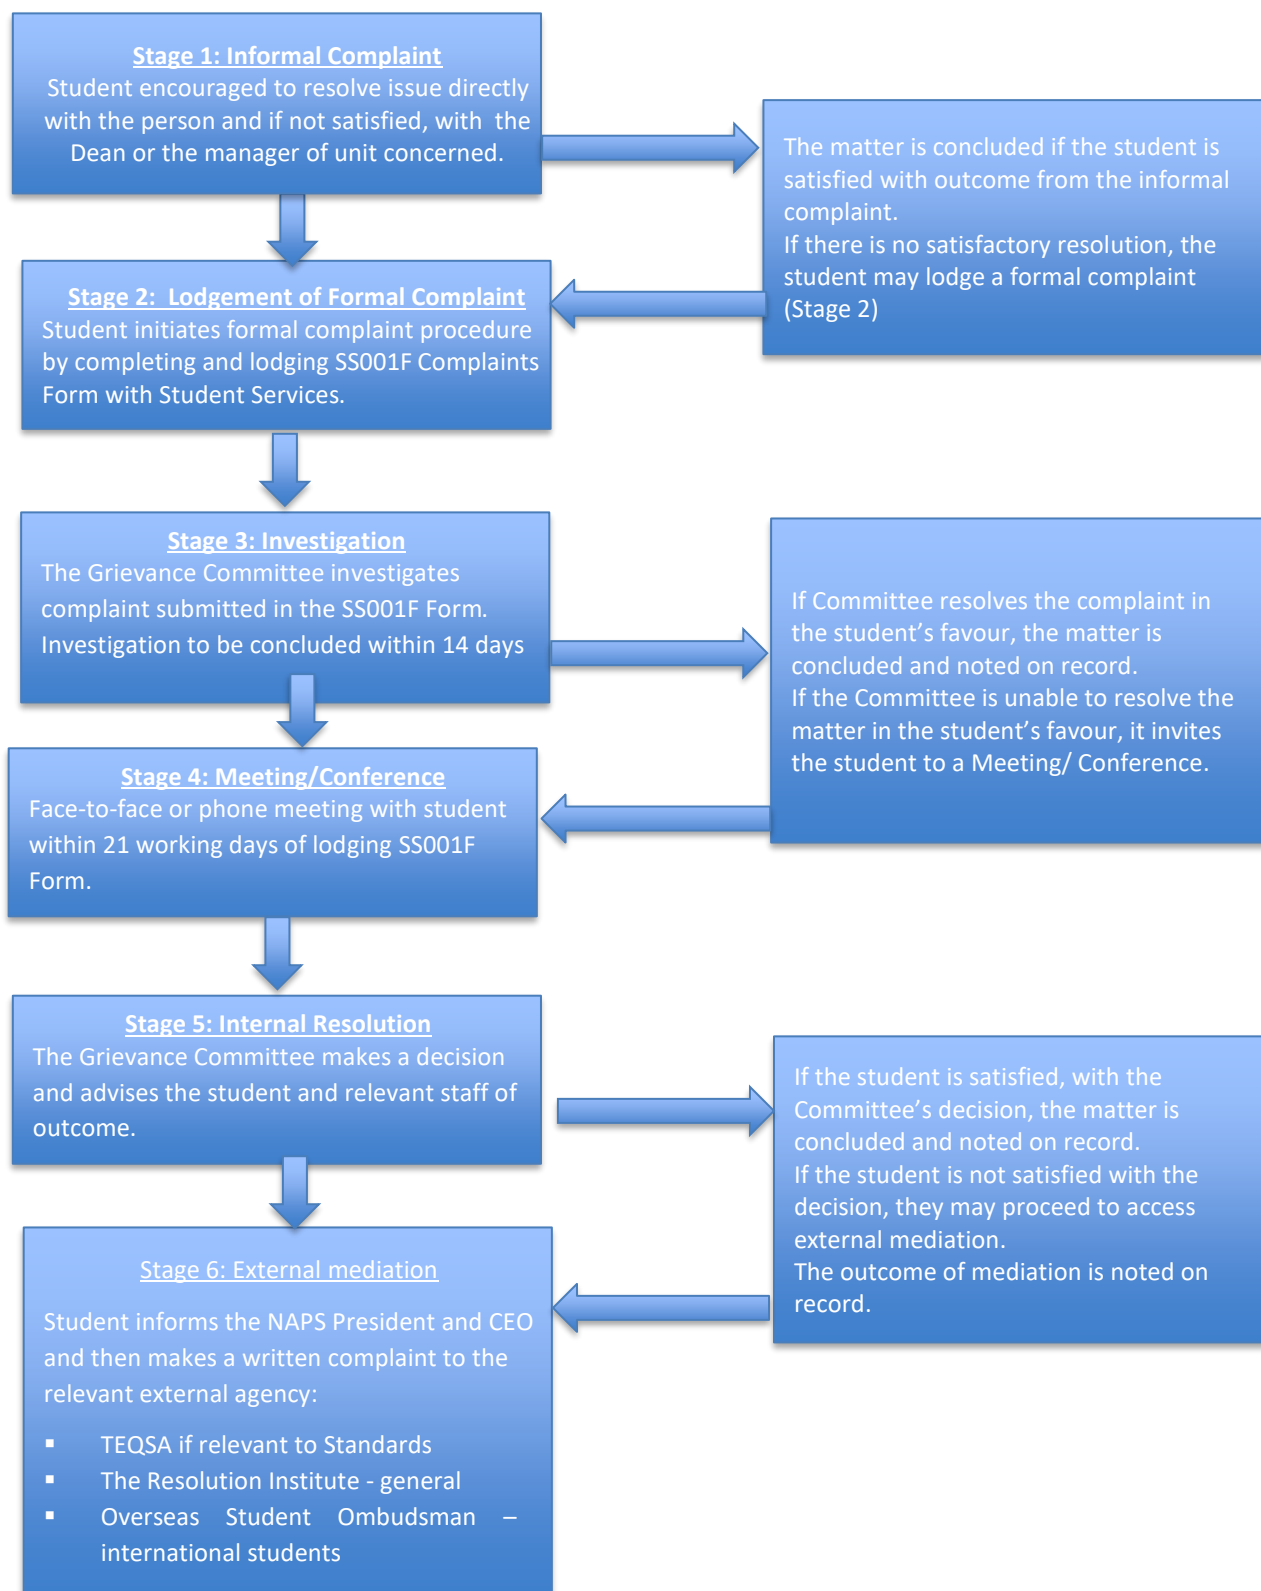 Stage 1: Informal Complaint
Student encouraged to resolve issue directly
with the person and if not satisfied, with the
Dean or the manager of unit concerned.
The matter is concluded if the student is
satisfied with outcome from the informal
complaint.
If there is no satisfactory resolution, the
student may lodge a formal complaint
(Stage 2)
Stage 2: Lodgement of Formal Complaint
Student initiates formal complaint procedure
by completing and lodging SS001F Complaints
Form with Student Services.
Stage 3: Investigation
The Grievance Committee investigates
complaint submitted in the SS001F Form.
Investigation to be concluded within 14 days
If Committee resolves the complaint in
the student’s favour, the matter is
concluded and noted on record.
If the Committee is unable to resolve the
matter in the student’s favour, it invites
the student to a Meeting/ Conference.
Stage 4: Meeting/Conference
Face-to-face or phone meeting with student
within 21 working days of lodging SS001F
Form.
Stage 5: Internal Resolution
The Grievance Committee makes a decision
and advises the student and relevant staff of
outcome.
If the student is satisfied, with the
Committee’s decision, the matter is
concluded and noted on record.
If the student is not satisfied with the
decision, they may proceed to access
external mediation.
The outcome of mediation is noted on
record.
Stage 6: External mediation
Student informs the NAPS President and CEO
and then makes a written complaint to the
relevant external agency:
▪ TEQSA if relevant to Standards
▪ The Resolution Institute - general
▪ Overseas Student Ombudsman –
international students